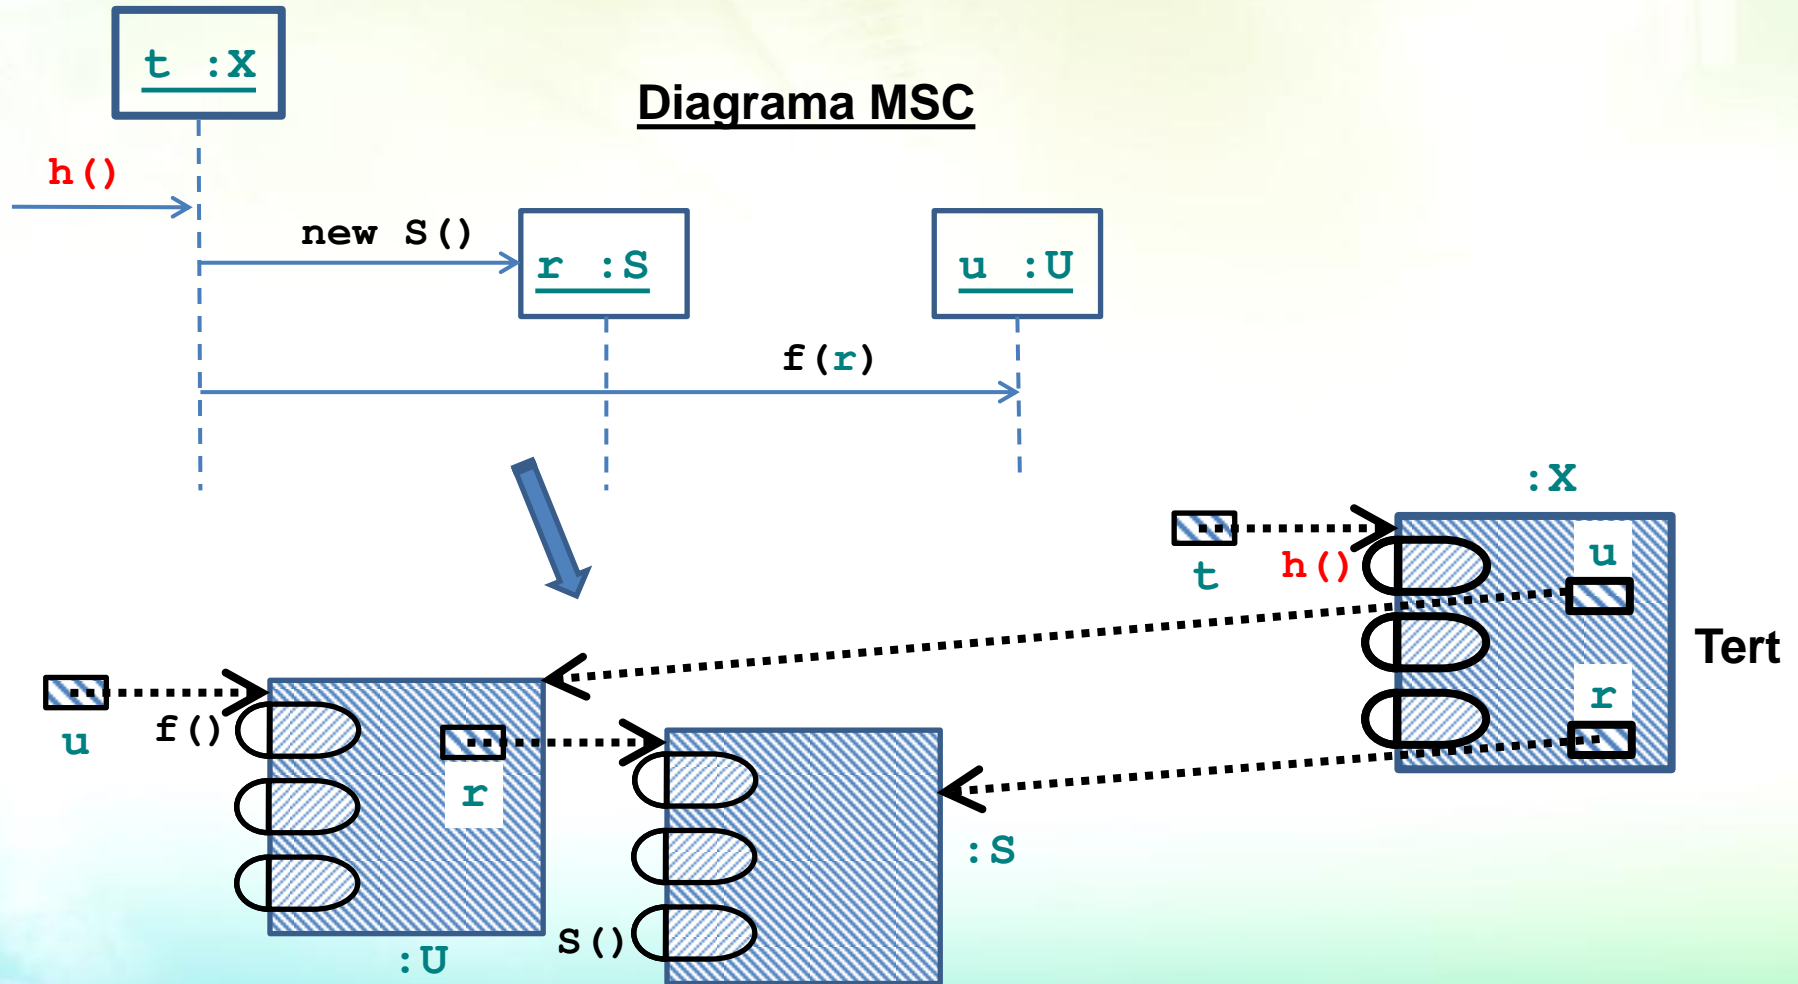 t :X
Diagrama MSC
h()
new S()
r :S
u :U
f(r)
:X
t
h()
u
Tert
r
u
f()
r
:S
S()
:U